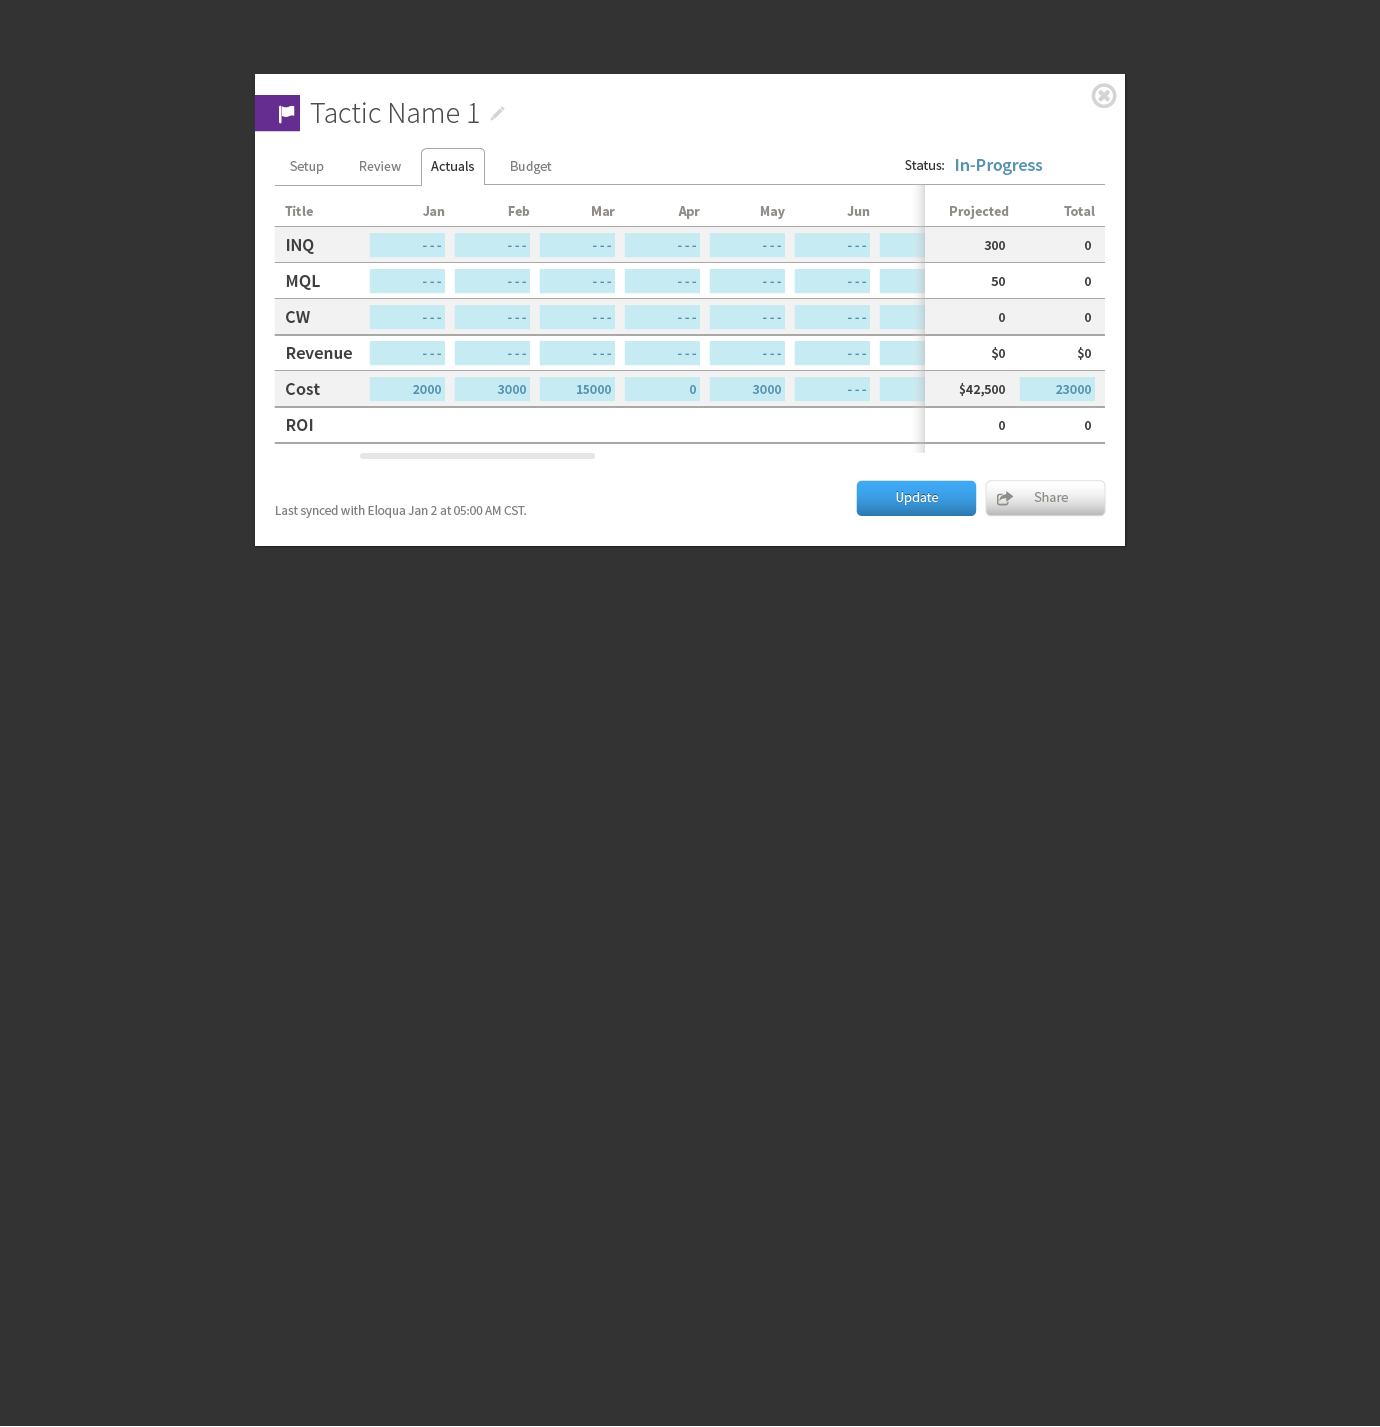 Tactic Name 1
Setup Review Actuals Budget Status: In-Progress
Title Jan Feb Mar Apr May Jun Projected Total
INQ --- --- --- --- --- --- 300 0
MQL --- --- --- --- --- --- 50 0
CW --- --- --- --- --- --- 0 0
Revenue --- --- --- --- --- --- $0 $0
Cost 2000 3000 15000 0 3000 --- $42,500 23000
ROI 0 0
Update Share
Last synced with Eloqua Jan 2 at 05:00 AM CST.